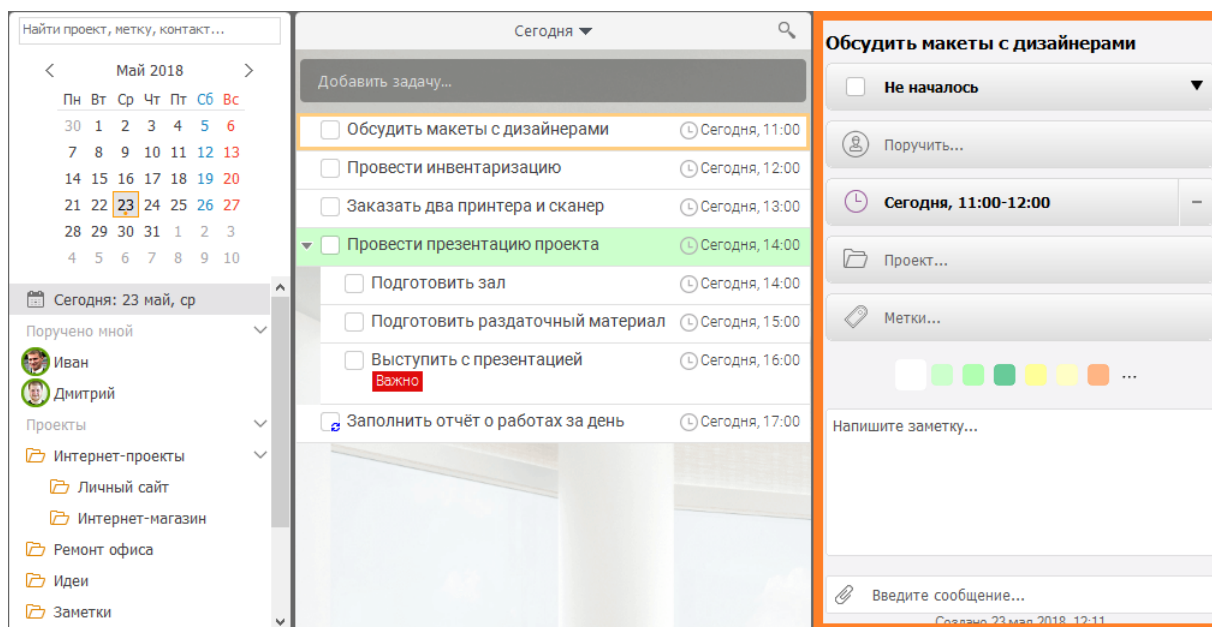 Найти проект, метку, контакт...
Май 2018
Пн Вт Ср Чт Пт Сб Вс
30 1 2 3 4 5 6
7 8 9 10 11 12 13
14 15 16 17 18 19 20
21 22 23 24 25 26 27
28 29 30 31 1 2 3
4 5 6 7 8 9 10
Сегодня: 23 май, ср
Поручено мной
Иван
Дмитрий
Проекты
Интернет-проекты
Личный сайт
Интернет-магазин
Ремонт офиса
Идеи
Заметки
Сегодня
Добавить задачу...
Обсудить макеты с дизайнерами Сегодня, 11:00
Провести инвентаризацию Сегодня, 12:00
Заказать два принтера и сканер Сегодня, 13:00
Провести презентацию проекта Сегодня, 14:00
Подготовить зал Сегодня, 14:00
Подготовить раздаточный материал Сегодня, 15:00
Выступить с презентацией Сегодня, 16:00
Важно
Заполнить отчёт о работах за день Сегодня, 17:00
Обсудить макеты с дизайнерами
Не началось
Поручить...
Сегодня, 11:00-12:00
Проект...
Метки...
...
Напишите заметку...
Введите сообщение...
Создано 23 мая 2018, 12:11